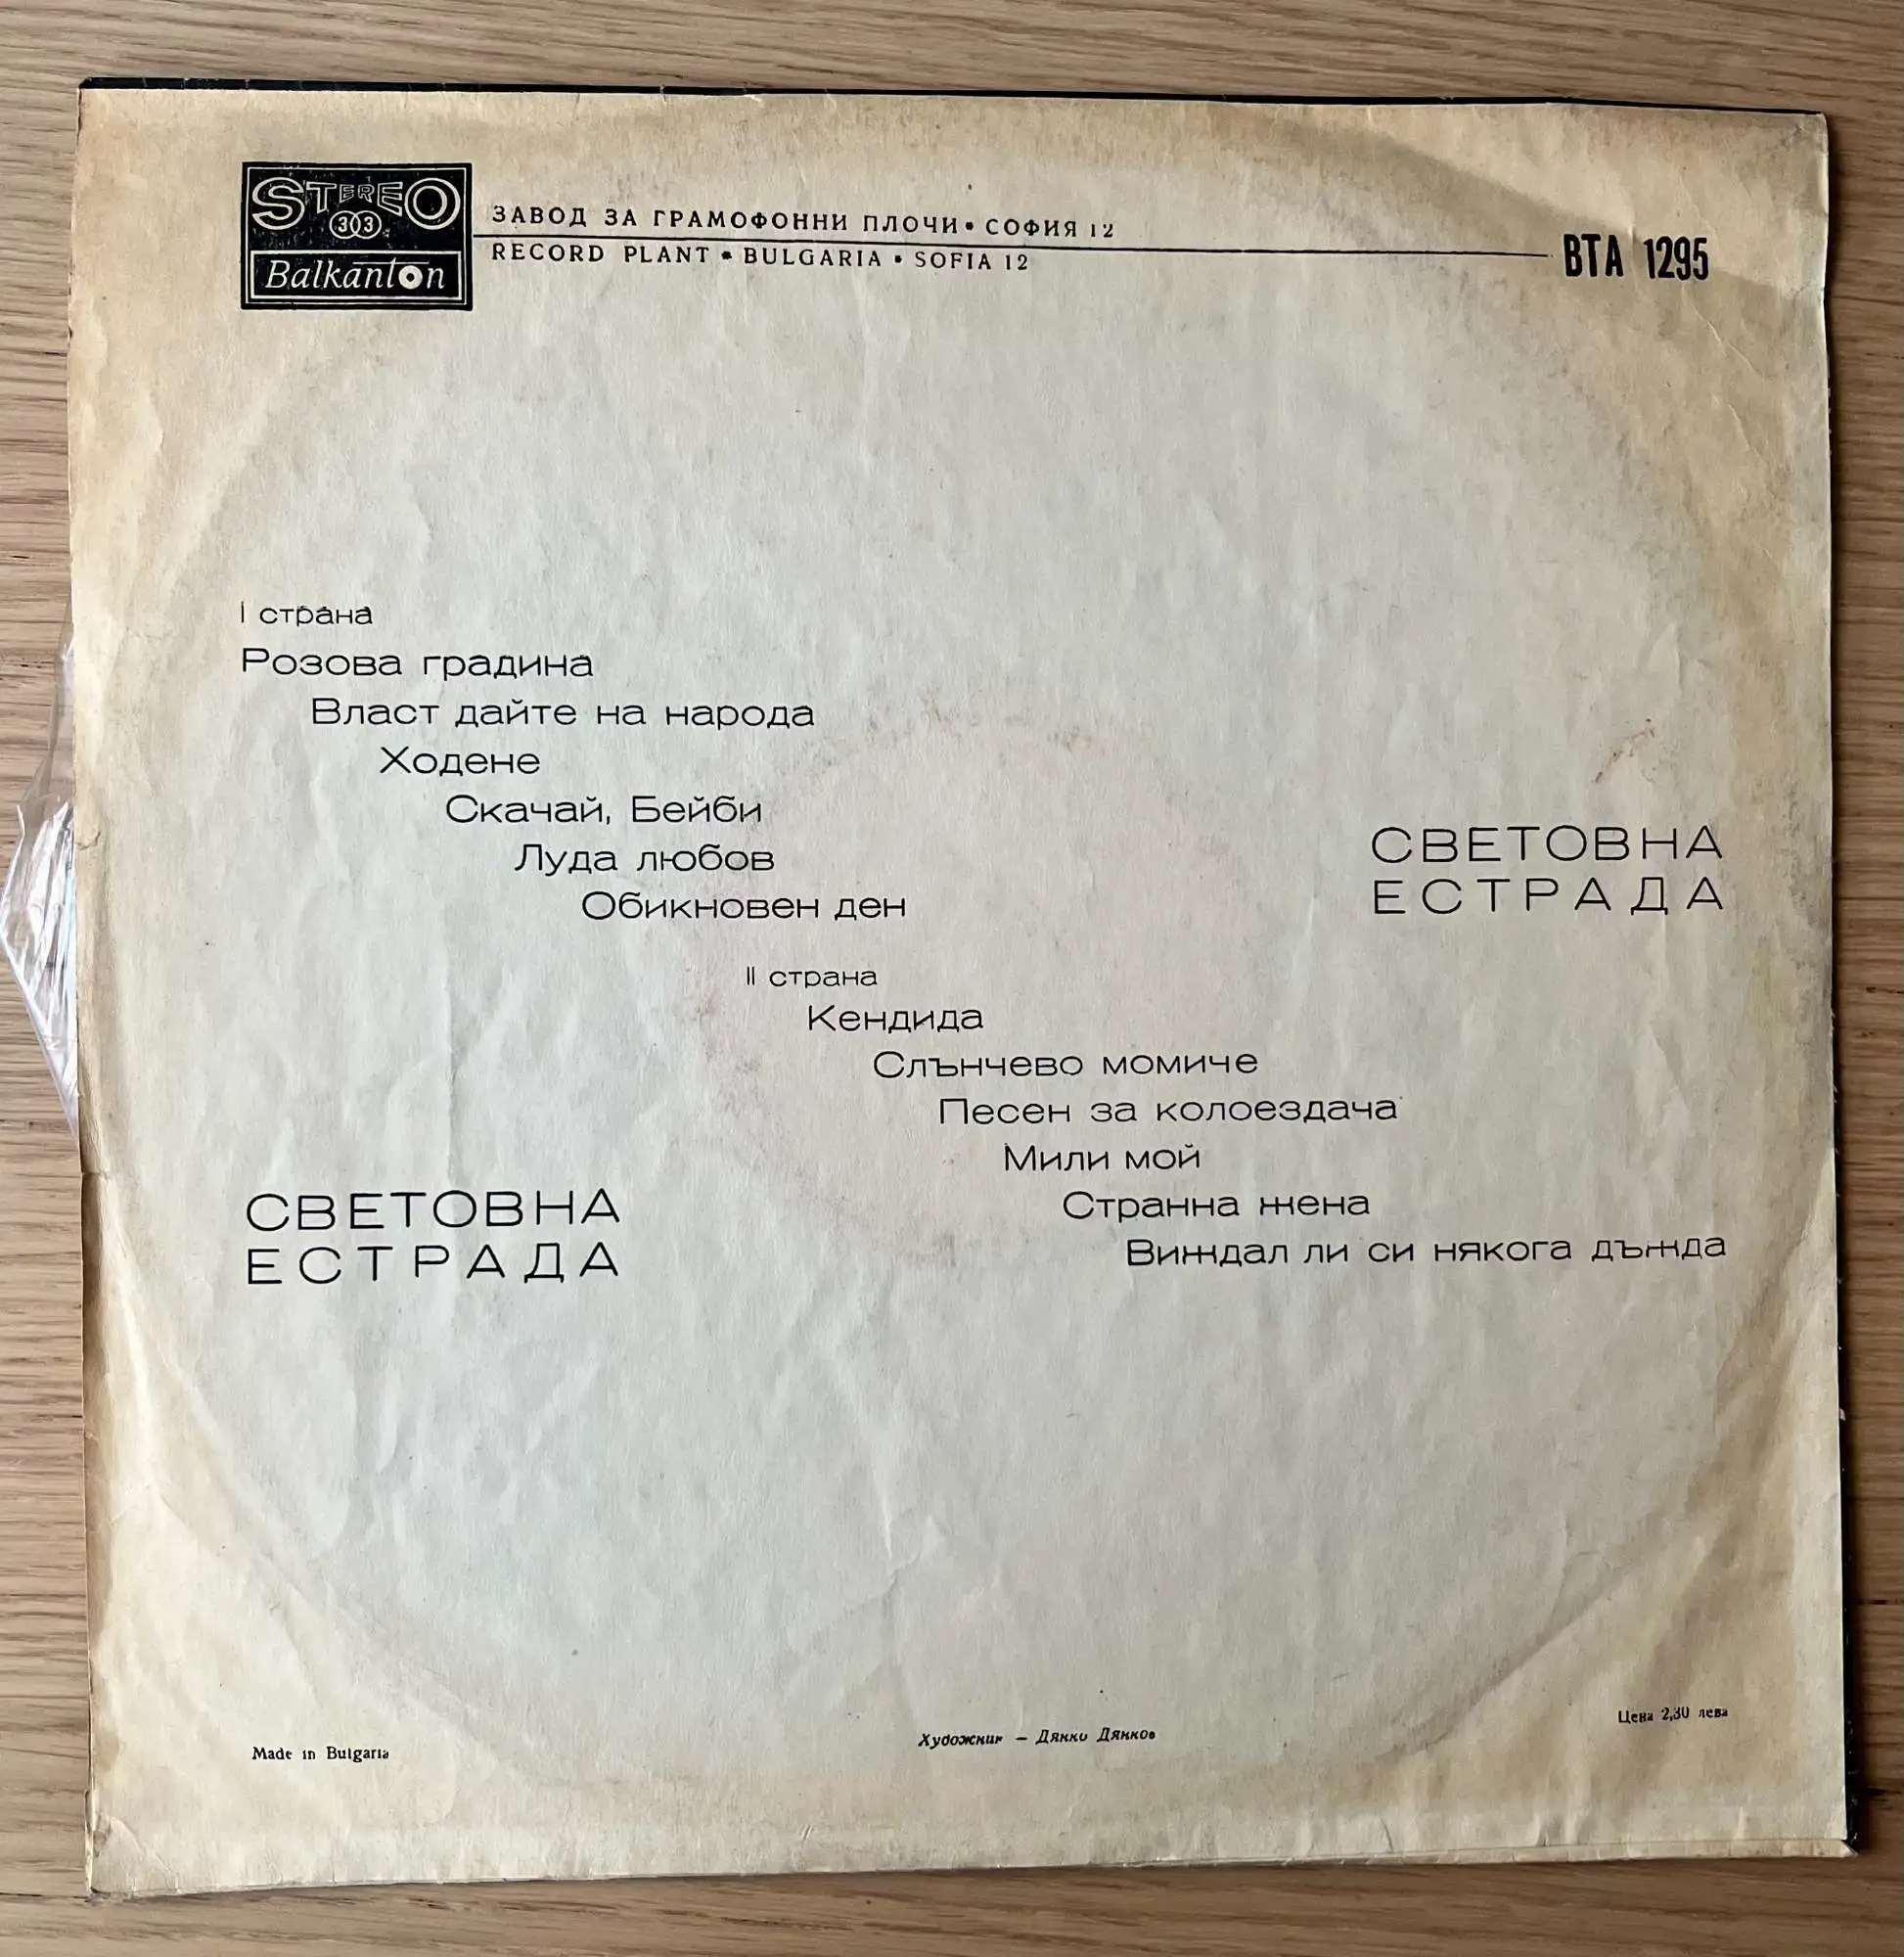 STEREO
33
Balkanton
ЗАВОД ЗА ГРАМОФОННИ ПЛОЧИ • СОФИЯ 12
RECORD PLANT • BULGARIA • SOFIA 12
ВТА 1295
I страна
Розова градина
Власт дайте на народа
Ходене
Скачай, Бейби
Луда любов
Обикновен ден
СВЕТОВНА
ЕСТРАДА
II страна
Кендида
Слънчево момиче
Песен за колоездача
Мили мой
Странна жена
Виждал ли си някога дъжда
СВЕТОВНА
ЕСТРАДА
Made in Bulgaria
Художник – Дянко Дянков
Цена 2,30 лева